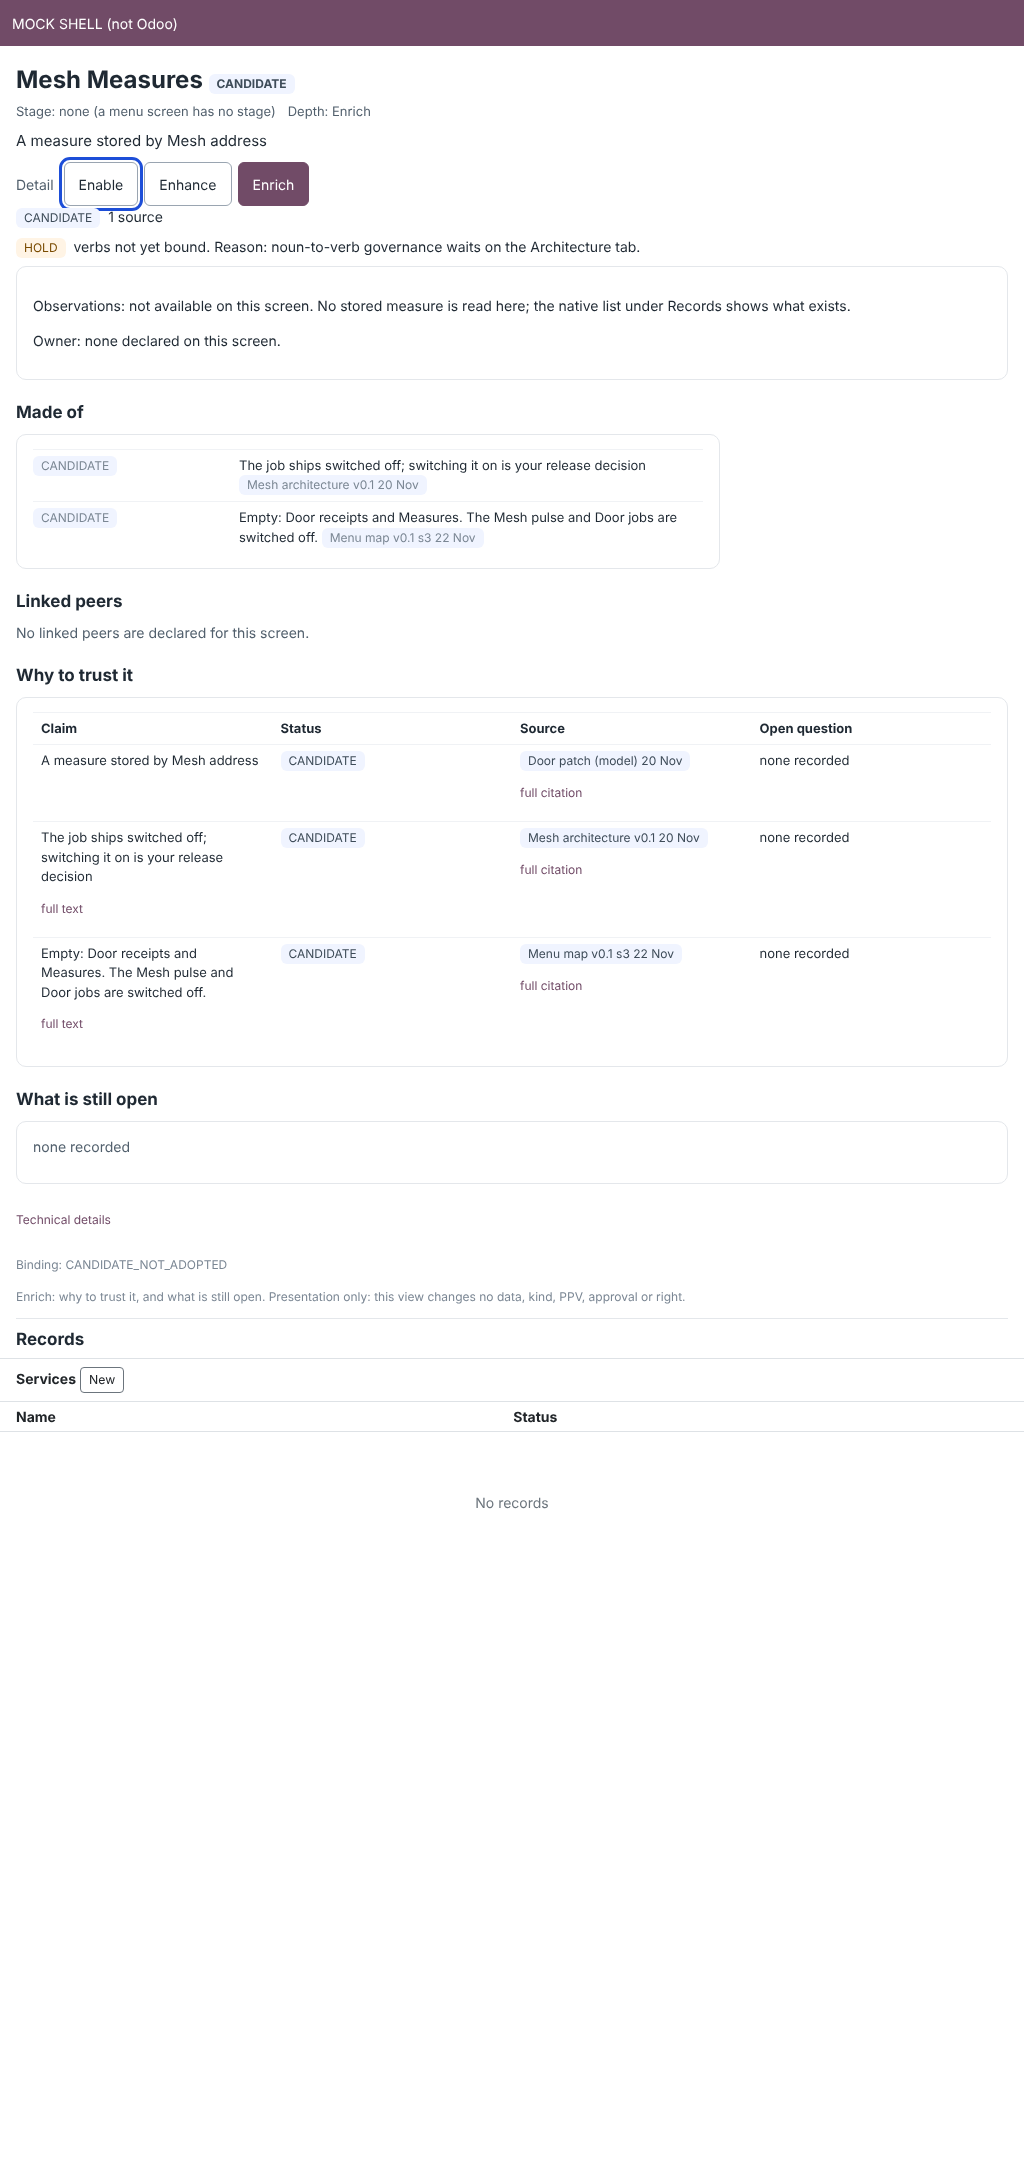 MOCK SHELL (not Odoo)
Mesh Measures CANDIDATE
Stage: none (a menu screen has no stage) Depth: Enrich
A measure stored by Mesh address
Detail Enable Enhance Enrich
CANDIDATE 1 source
HOLD verbs not yet bound. Reason: noun-to-verb governance waits on the Architecture tab.
Observations: not available on this screen. No stored measure is read here; the native list under Records shows what exists.
Owner: none declared on this screen.
Made of
CANDIDATE The job ships switched off; switching it on is your release decision
Mesh architecture v0.1 20 Nov
CANDIDATE Empty: Door receipts and Measures. The Mesh pulse and Door jobs are
switched off. Menu map v0.1 s3 22 Nov
Linked peers
No linked peers are declared for this screen.
Why to trust it
Claim Status Source Open question
A measure stored by Mesh address CANDIDATE Door patch (model) 20 Nov none recorded
full citation
The job ships switched off; CANDIDATE Mesh architecture v0.1 20 Nov none recorded
switching it on is your release full citation
decision
full text
Empty: Door receipts and CANDIDATE Menu map v0.1 s3 22 Nov none recorded
Measures. The Mesh pulse and full citation
Door jobs are switched off.
full text
What is still open
none recorded
Technical details
Binding: CANDIDATE_NOT_ADOPTED
Enrich: why to trust it, and what is still open. Presentation only: this view changes no data, kind, PPV, approval or right.
Records
Services New
Name Status
No records